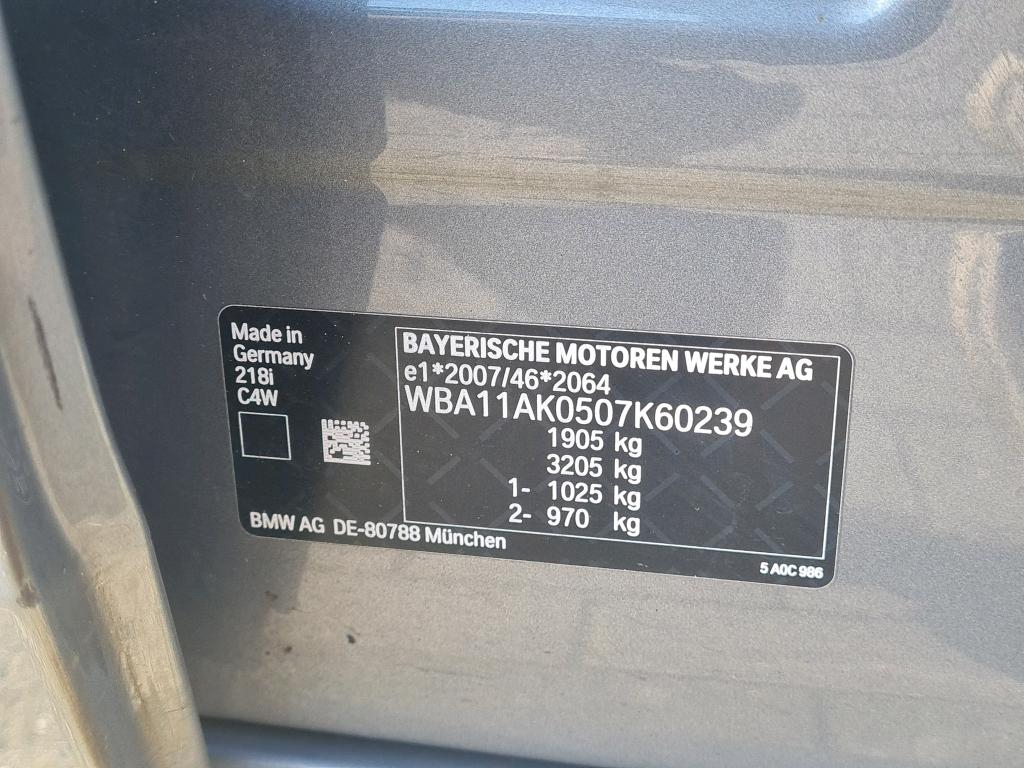 Made in
Germany
218i
C4W
BMW AG DE-80788 München
BAYERISCHE MOTOREN WERKE AG
e1*2007/46*2064
WBA11AK0507K60239
1905 kg
3205 kg
1- 1025 kg
2- 970 kg
5 A0C 986